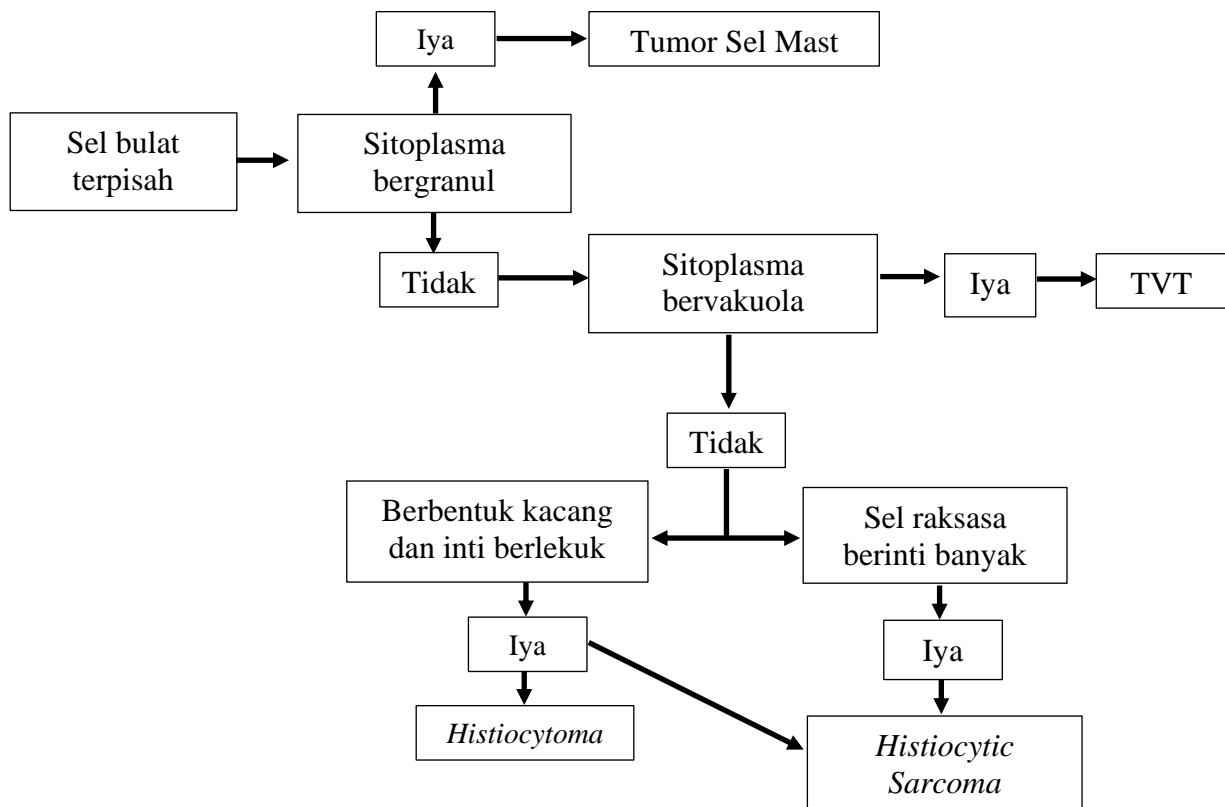 Iya
Tumor Sel Mast
Sel bulat
terpisah
Sitoplasma
bergranul
Tidak
Sitoplasma
bervakuola
Iya
TVT
Tidak
Berbentuk kacang
dan inti berlekuk
Sel raksasa
berinti banyak
Iya
Iya
Histiocytoma
Histiocytic
Sarcoma